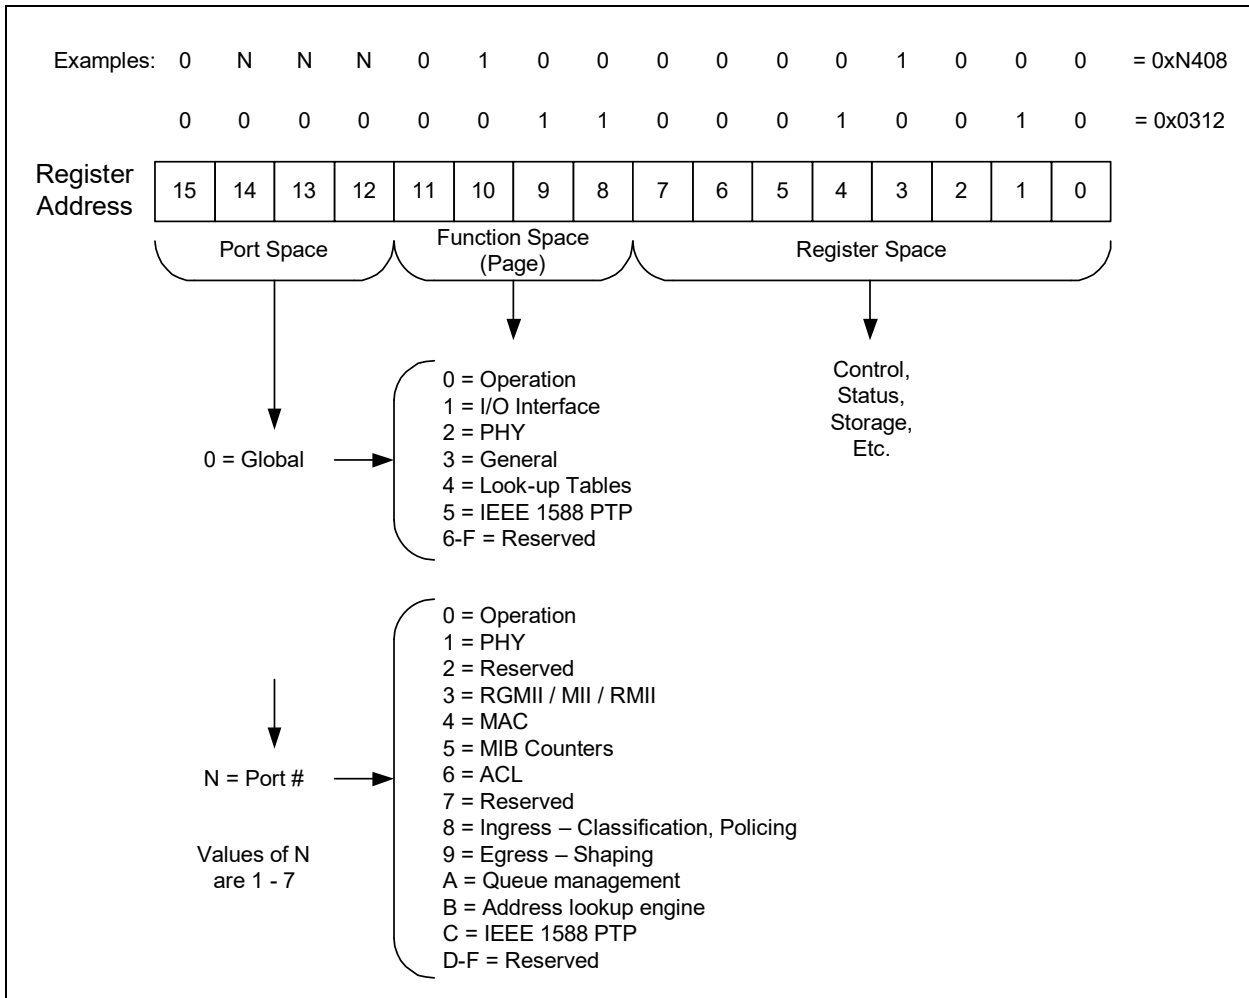 Examples: 0 N N N 0 1 0 0 0 0 0 0 1 0 0 0 = 0xN408
0 0 0 0 0 0 1 1 0 0 0 1 0 0 1 0 = 0x0312
Register
Address
15 14 13 12 11 10 9 8 7 6 5 4 3 2 1 0
Port Space
Function Space
(Page)
Register Space
0 = Global
0 = Operation
1 = I/O Interface
2 = PHY
3 = General
4 = Look-up Tables
5 = IEEE 1588 PTP
6-F = Reserved
Control,
Status,
Storage,
Etc.
N = Port #
Values of N
are 1 - 7
0 = Operation
1 = PHY
2 = Reserved
3 = RGMII / MII / RMII
4 = MAC
5 = MIB Counters
6 = ACL
7 = Reserved
8 = Ingress – Classification, Policing
9 = Egress – Shaping
A = Queue management
B = Address lookup engine
C = IEEE 1588 PTP
D-F = Reserved